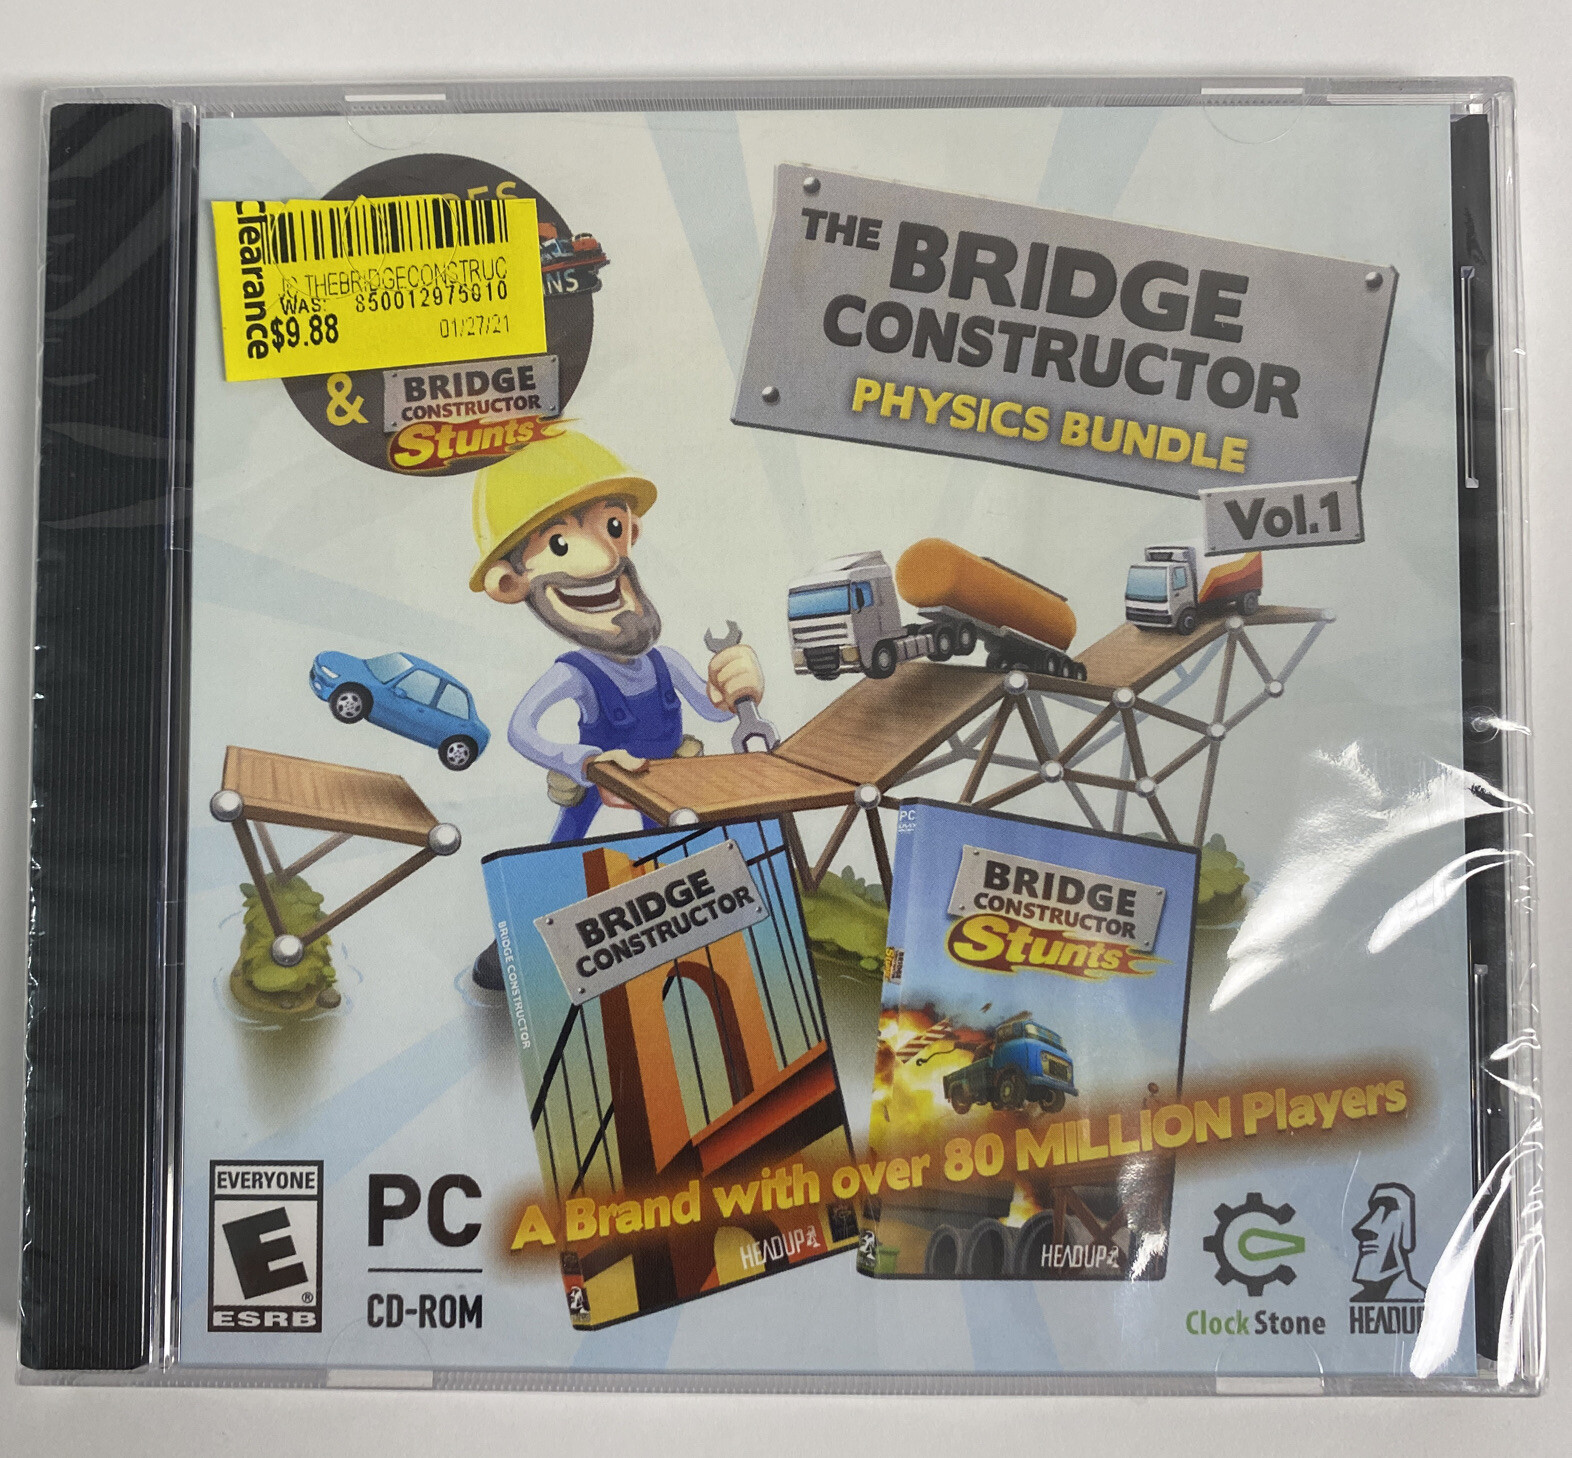 Clearance
THEBRIDGECONSTRUC
WAS: 850012975010
$9.88 01/27/21
& BRIDGE
CONSTRUCTOR
Stunts
THE BRIDGE
CONSTRUCTOR
PHYSICS BUNDLE
Vol.1
BRIDGE
CONSTRUCTOR
BRIDGE CONSTRUCTOR
HEADUP
PC
BRIDGE
CONSTRUCTOR
Stunts
HEADUP
A Brand with over 80 MILLION Players
EVERYONE
E
®
ESRB
PC
CD-ROM
Clock Stone
HEADU